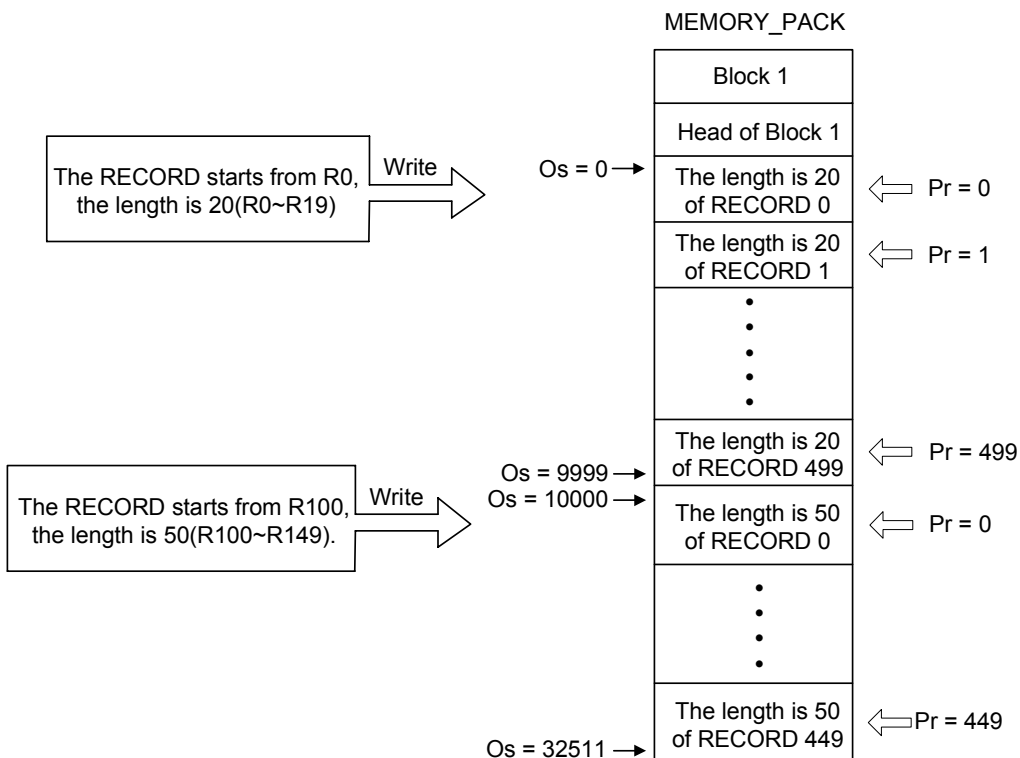 MEMORY_PACK
Block 1
Head of Block 1
Os = 0
The RECORD starts from R0,
the length is 20(R0~R19)
Write
The length is 20
of RECORD 0
Pr = 0
The length is 20
of RECORD 1
Pr = 1
The length is 20
of RECORD 499
Pr = 499
Os = 9999
Os = 10000
The RECORD starts from R100,
the length is 50(R100~R149).
Write
The length is 50
of RECORD 0
Pr = 0
The length is 50
of RECORD 449
Pr = 449
Os = 32511